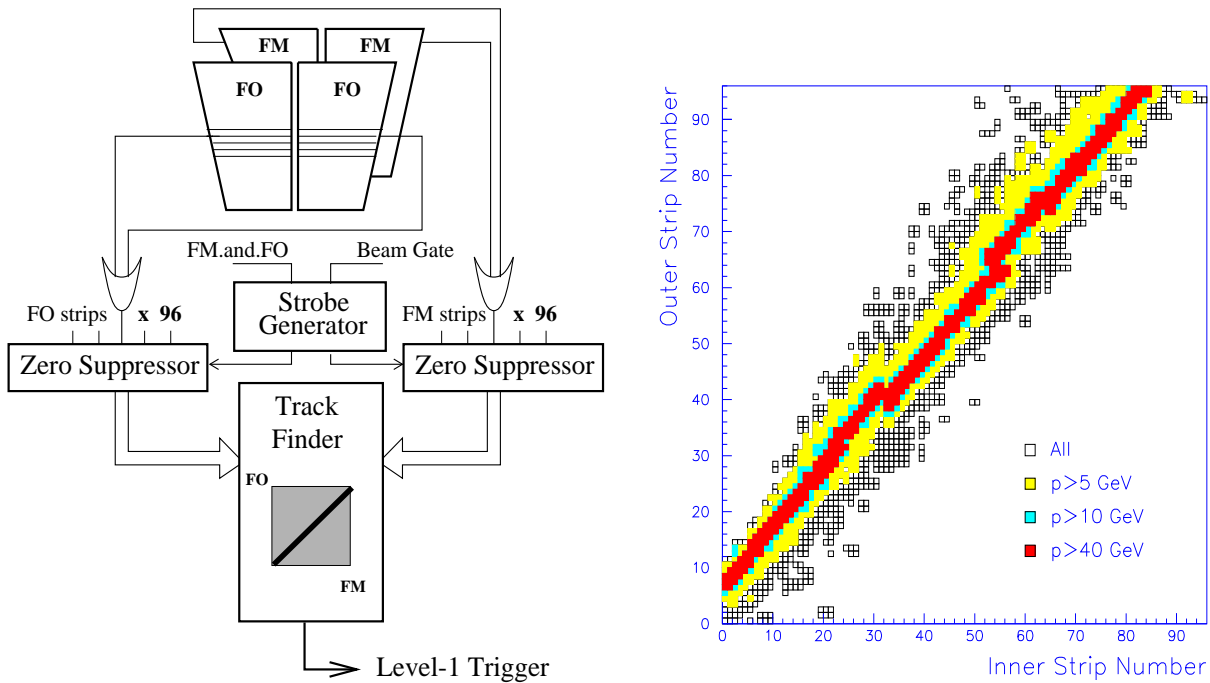 FM
FM
FO
FO
FM.and.FO
Beam Gate
Strobe
Generator
FO strips
x 96
FM strips
x 96
Zero Suppressor
Zero Suppressor
Track
Finder
FO
FM
Level-1 Trigger
Outer Strip Number
90
80
70
60
50
40
30
20
10
0
0 10 20 30 40 50 60 70 80 90
Inner Strip Number
All
p>5 GeV
p>10 GeV
p>40 GeV